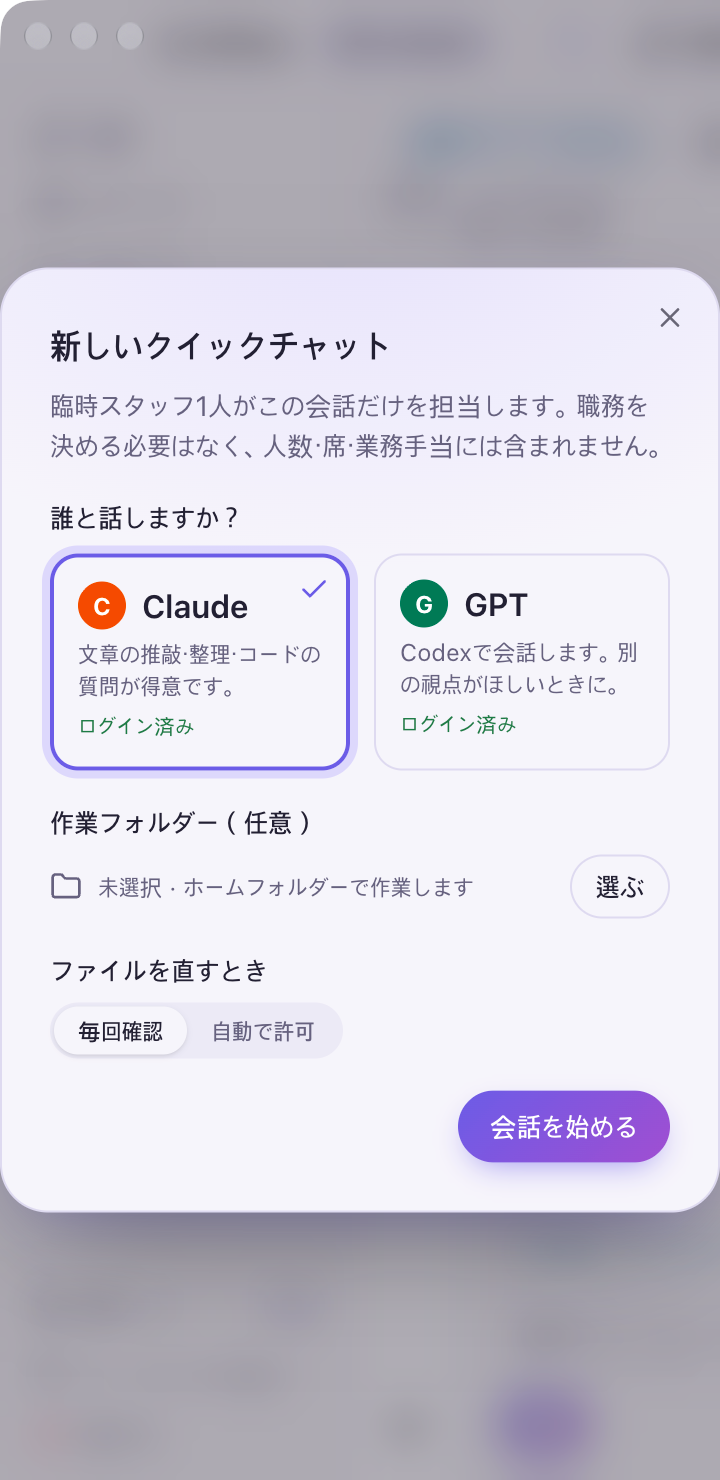 新しいクイックチャット
臨時スタッフ1人がこの会話だけを担当します。職務を
決める必要はなく、人数·席·業務手当には含まれません。
誰と話しますか？
C Claude
文章の推敲·整理·コードの
質問が得意です。
ログイン済み
G GPT
Codexで会話します。別
の視点がほしいときに。
ログイン済み
作業フォルダー（任意）
未選択 · ホームフォルダーで作業します
選ぶ
ファイルを直すとき
毎回確認
自動で許可
会話を始める